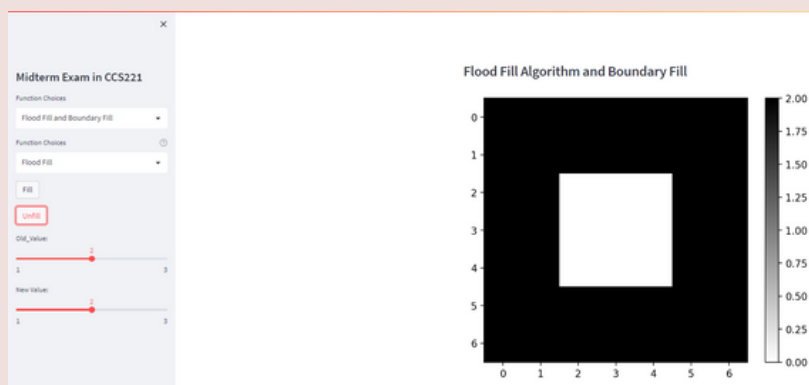 ×
Midterm Exam in CCS221
Function Choices
Flood Fill and Boundary Fill
Function Choices
Flood Fill
Fill
Unfill
Old_Value:
2
1 3
New Value:
2
1 3
Flood Fill Algorithm and Boundary Fill
0
1
2
3
4
5
6
0 1 2 3 4 5 6
2.00
1.75
1.50
1.25
1.00
0.75
0.50
0.25
0.00